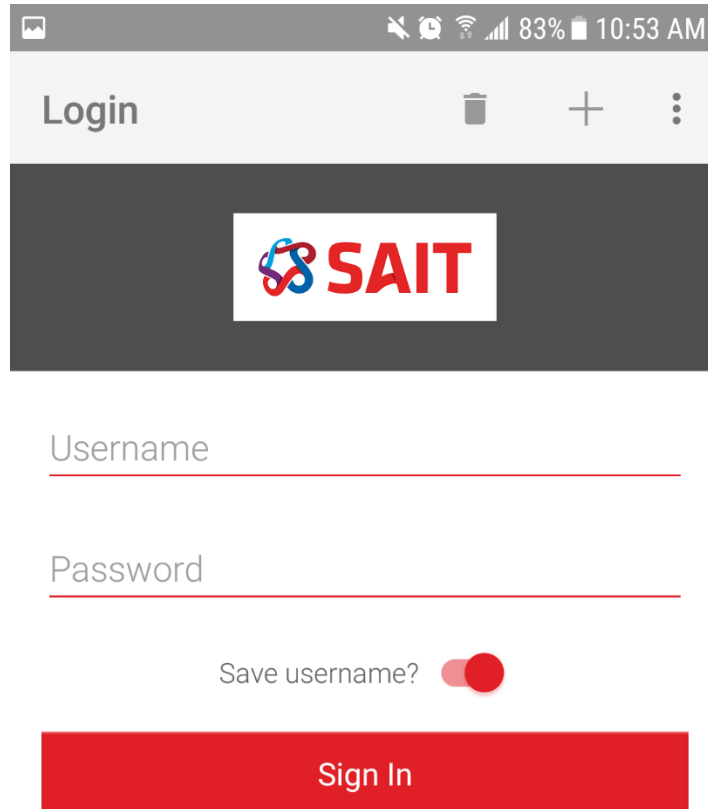 83% 10:53 AM
Login
SAIT
Username
Password
Save username?
Sign In